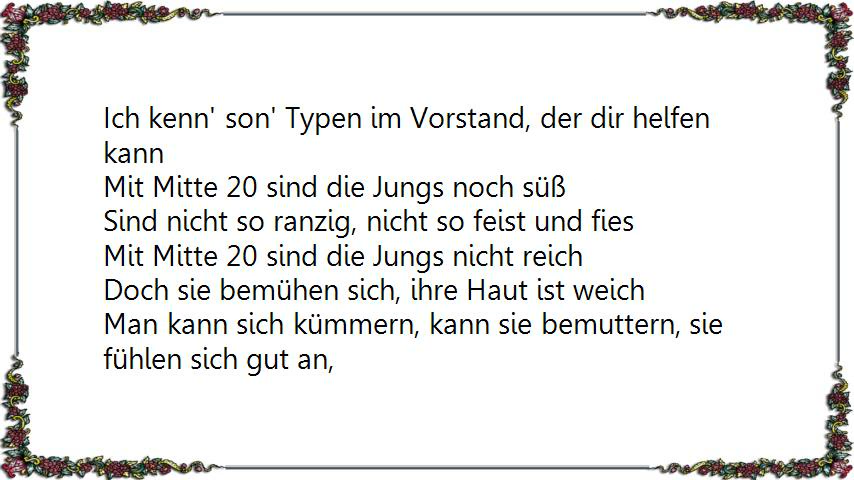 Ich kenn' son' Typen im Vorstand, der dir helfen
kann
Mit Mitte 20 sind die Jungs noch süß
Sind nicht so ranzig, nicht so feist und fies
Mit Mitte 20 sind die Jungs nicht reich
Doch sie bemühen sich, ihre Haut ist weich
Man kann sich kümmern, kann sie bemuttern, sie
fühlen sich gut an,